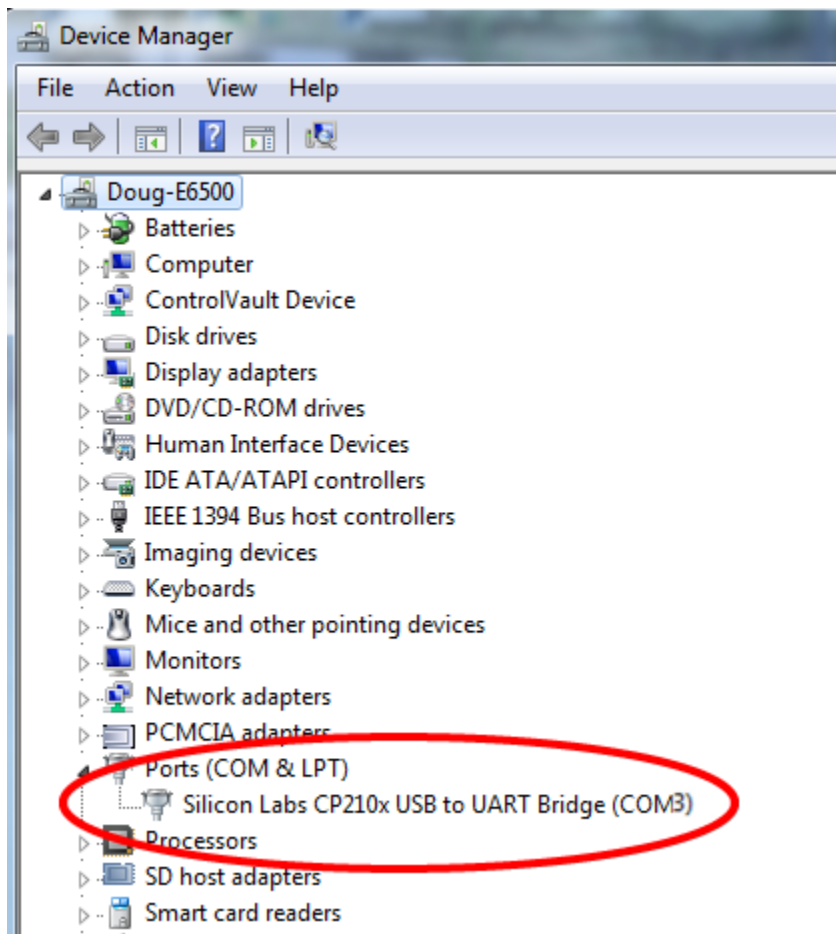 Device Manager
File Action View Help
Doug-E6500
Batteries
Computer
ControlVault Device
Disk drives
Display adapters
DVD/CD-ROM drives
Human Interface Devices
IDE ATA/ATAPI controllers
IEEE 1394 Bus host controllers
Imaging devices
Keyboards
Mice and other pointing devices
Monitors
Network adapters
PCMCIA adapters
Ports (COM & LPT)
Silicon Labs CP210x USB to UART Bridge (COM3)
Processors
SD host adapters
Smart card readers